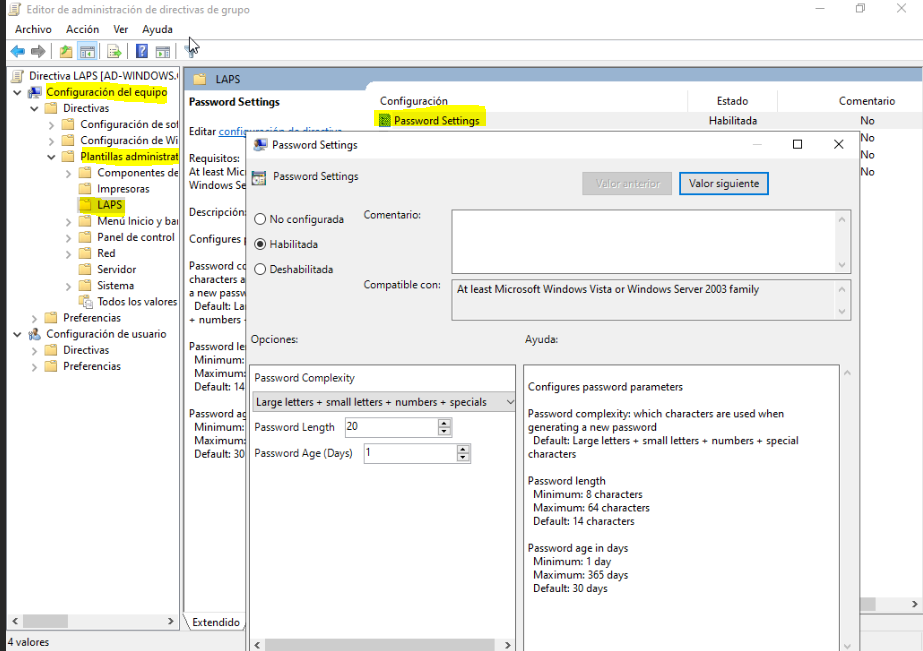 Editor de administración de directivas de grupo
Archivo Acción Ver Ayuda
Directiva LAPS [AD-WINDOWS.
Configuración del equipo
Directivas
Configuración de sof
Configuración de Wi
Plantillas administrat
Componentes de
Impresoras
LAPS
Menú Inicio y bar
Panel de control
Red
Servidor
Sistema
Todos los valores
Preferencias
Configuración de usuario
Directivas
Preferencias
4 valores
LAPS
Password Settings
Editar configuración de directiva
Requisitos:
At least Mic
Windows Se
Descripción:
Configures p
Password co
characters a
a new passw
Default: La
+ numbers
Password le
Minimum:
Maximum:
Default: 14
Password ag
Minimum:
Maximum:
Default: 30
Extendido
Configuración Estado Comentario
Password Settings Habilitada No
No
No
No
Password Settings
Password Settings
Valor anterior Valor siguiente
No configurada
Habilitada
Deshabilitada
Comentario:
Compatible con:
At least Microsoft Windows Vista or Windows Server 2003 family
Opciones:
Ayuda:
Password Complexity
Large letters + small letters + numbers + specials
Password Length 20
Password Age (Days) 1
Configures password parameters
Password complexity: which characters are used when
generating a new password
Default: Large letters + small letters + numbers + special
characters
Password length
Minimum: 8 characters
Maximum: 64 characters
Default: 14 characters
Password age in days
Minimum: 1 day
Maximum: 365 days
Default: 30 days